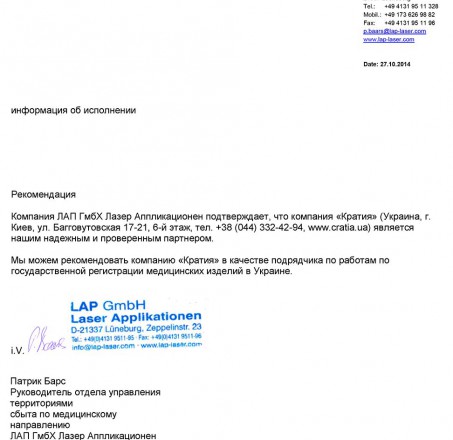 Tel.: +49 4131 95 11 328
Mobil.: +49 173 626 98 82
Fax: +49 4131 95 11 96
p.baars@lap-laser.com
www.lap-laser.com
Date: 27.10.2014
информация об исполнении
Рекомендация
Компания ЛАП ГмбХ Лазер Аппликационен подтверждает, что компания «Кратия» (Украина, г.
Киев, ул. Багговутовская 17-21, 6-й этаж, тел. +38 (044) 332-42-94, www.cratia.ua) является
нашим надежным и проверенным партнером.
Мы можем рекомендовать компанию «Кратия» в качестве подрядчика по работам по
государственной регистрации медицинских изделий в Украине.
LAP GmbH
Laser Applikationen
D-21337 Lüneburg, Zeppelinstr. 23
Tel.: +49(0)4131 9511-95 · Fax: +49(0)4131 9511-96
info@lap-laser.com · www.lap-laser.com
i.V.
Патрик Барс
Руководитель отдела управления
территориями
сбыта по медицинскому
направлению
ЛАП ГмбХ Лазер Аппликационен